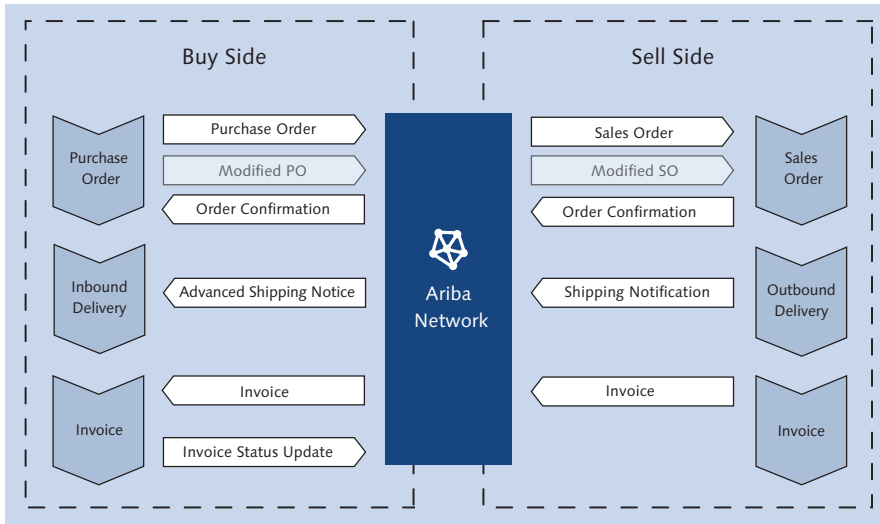 Buy Side
Sell Side
Purchase
Order
Purchase Order
Modified PO
Order Confirmation
Inbound
Delivery
Advanced Shipping Notice
Invoice
Invoice
Invoice Status Update
Ariba
Network
Sales Order
Modified SO
Order Confirmation
Sales
Order
Shipping Notification
Outbound
Delivery
Invoice
Invoice